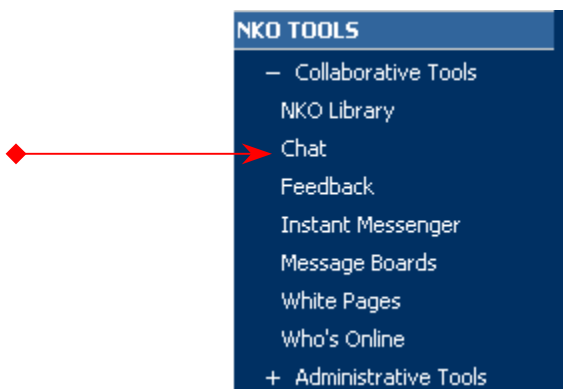 NKO TOOLS
– Collaborative Tools
NKO Library
Chat
Feedback
Instant Messenger
Message Boards
White Pages
Who's Online
+ Administrative Tools